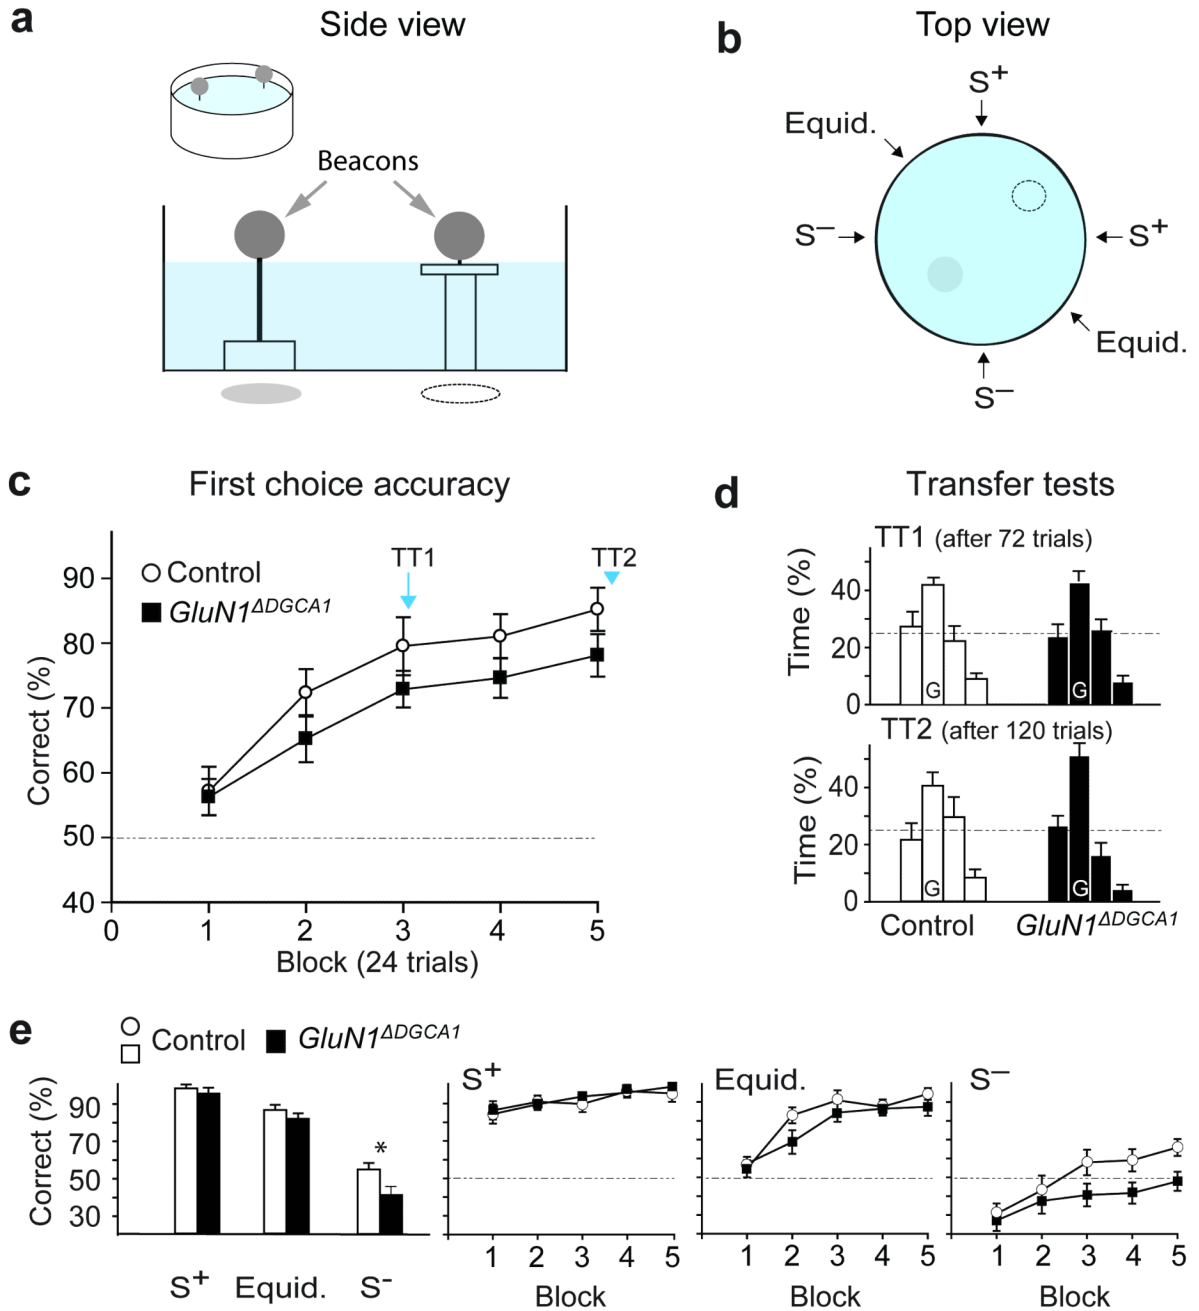 a
Side view
Beacons
b
Top view
S+
Equid.
S–
S+
Equid.
S–
c
First choice accuracy
Control
GluN1ΔDGCA1
TT1
TT2
Correct (%)
90
80
70
60
50
40
0
1
2
3
4
5
Block (24 trials)
d
Transfer tests
TT1 (after 72 trials)
Time (%)
40
20
0
G
G
TT2 (after 120 trials)
Time (%)
40
20
0
G
G
Control
GluN1ΔDGCA1
e
Control
GluN1ΔDGCA1
Correct (%)
90
70
50
30
*
S+
Equid.
S-
S+
1
2
3
4
5
Block
Equid.
1
2
3
4
5
Block
S–
1
2
3
4
5
Block